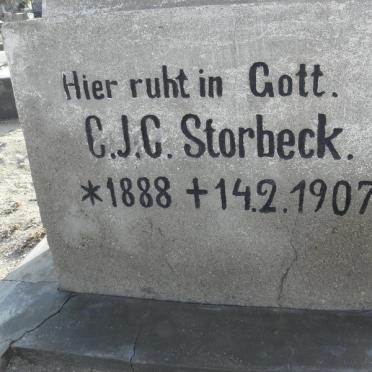 Hier ruht in Gott.
C.J.C. Storbeck.
*1888 + 14.2.1907